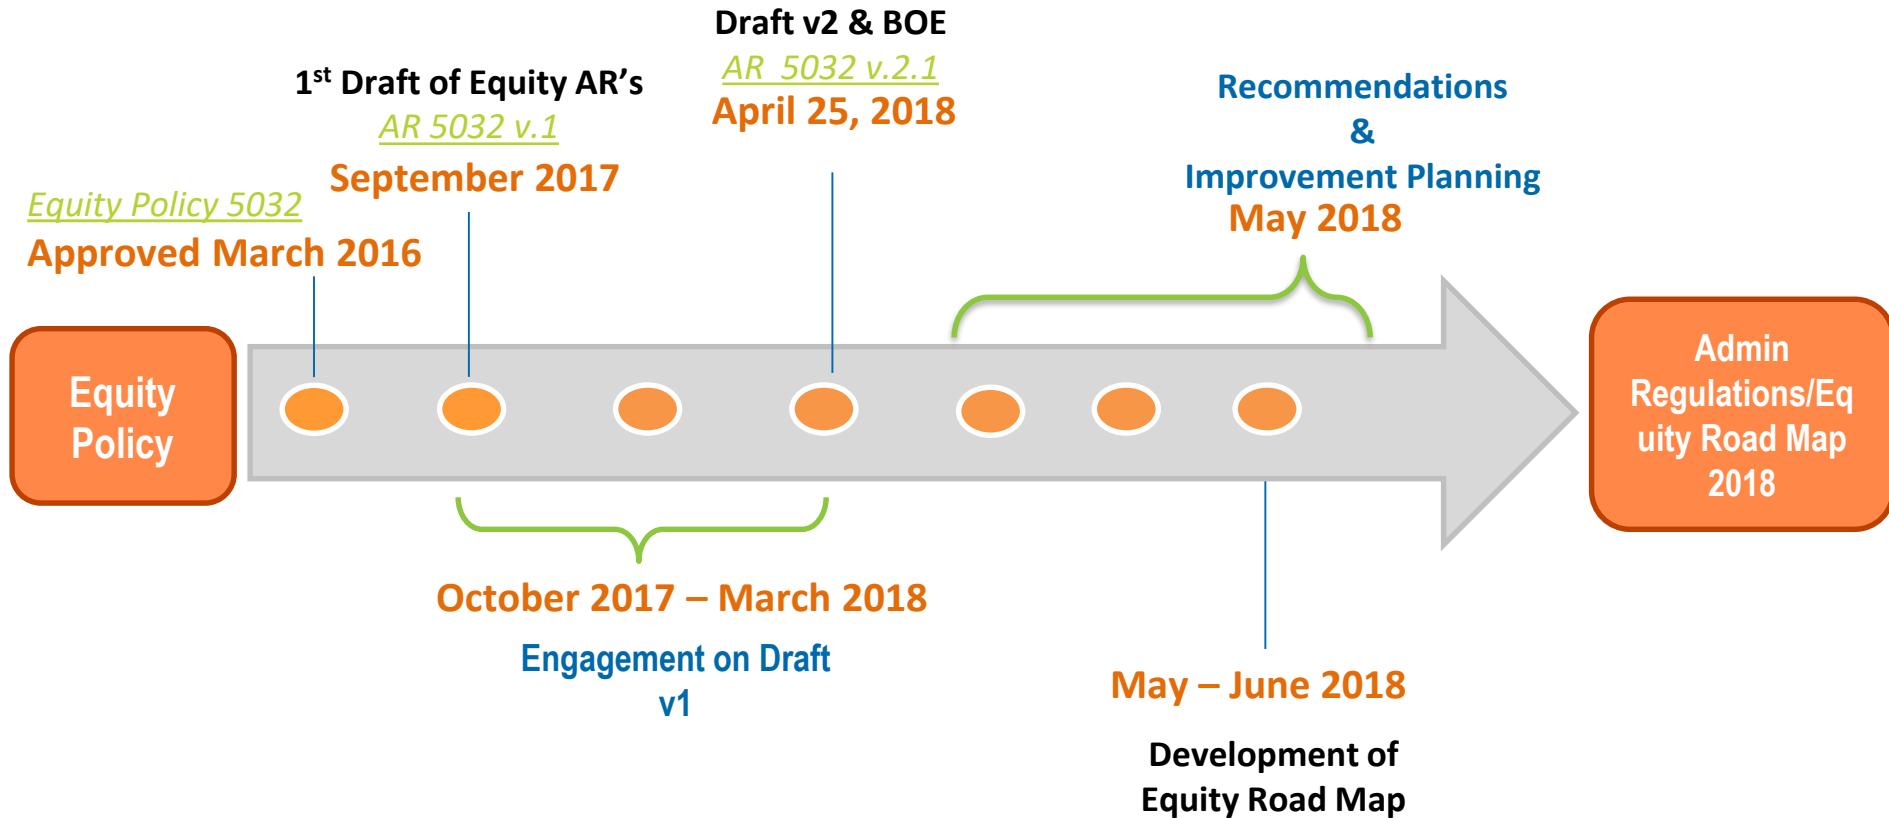 Equity
Policy
Equity Policy 5032
Approved March 2016
1st Draft of Equity AR's
AR 5032 v.1
September 2017
Draft v2 & BOE
AR 5032 v.2.1
April 25, 2018
Recommendations
&
Improvement Planning
May 2018
October 2017 – March 2018
Engagement on Draft
v1
May – June 2018
Development of
Equity Road Map
Admin
Regulations/Eq
uity Road Map
2018